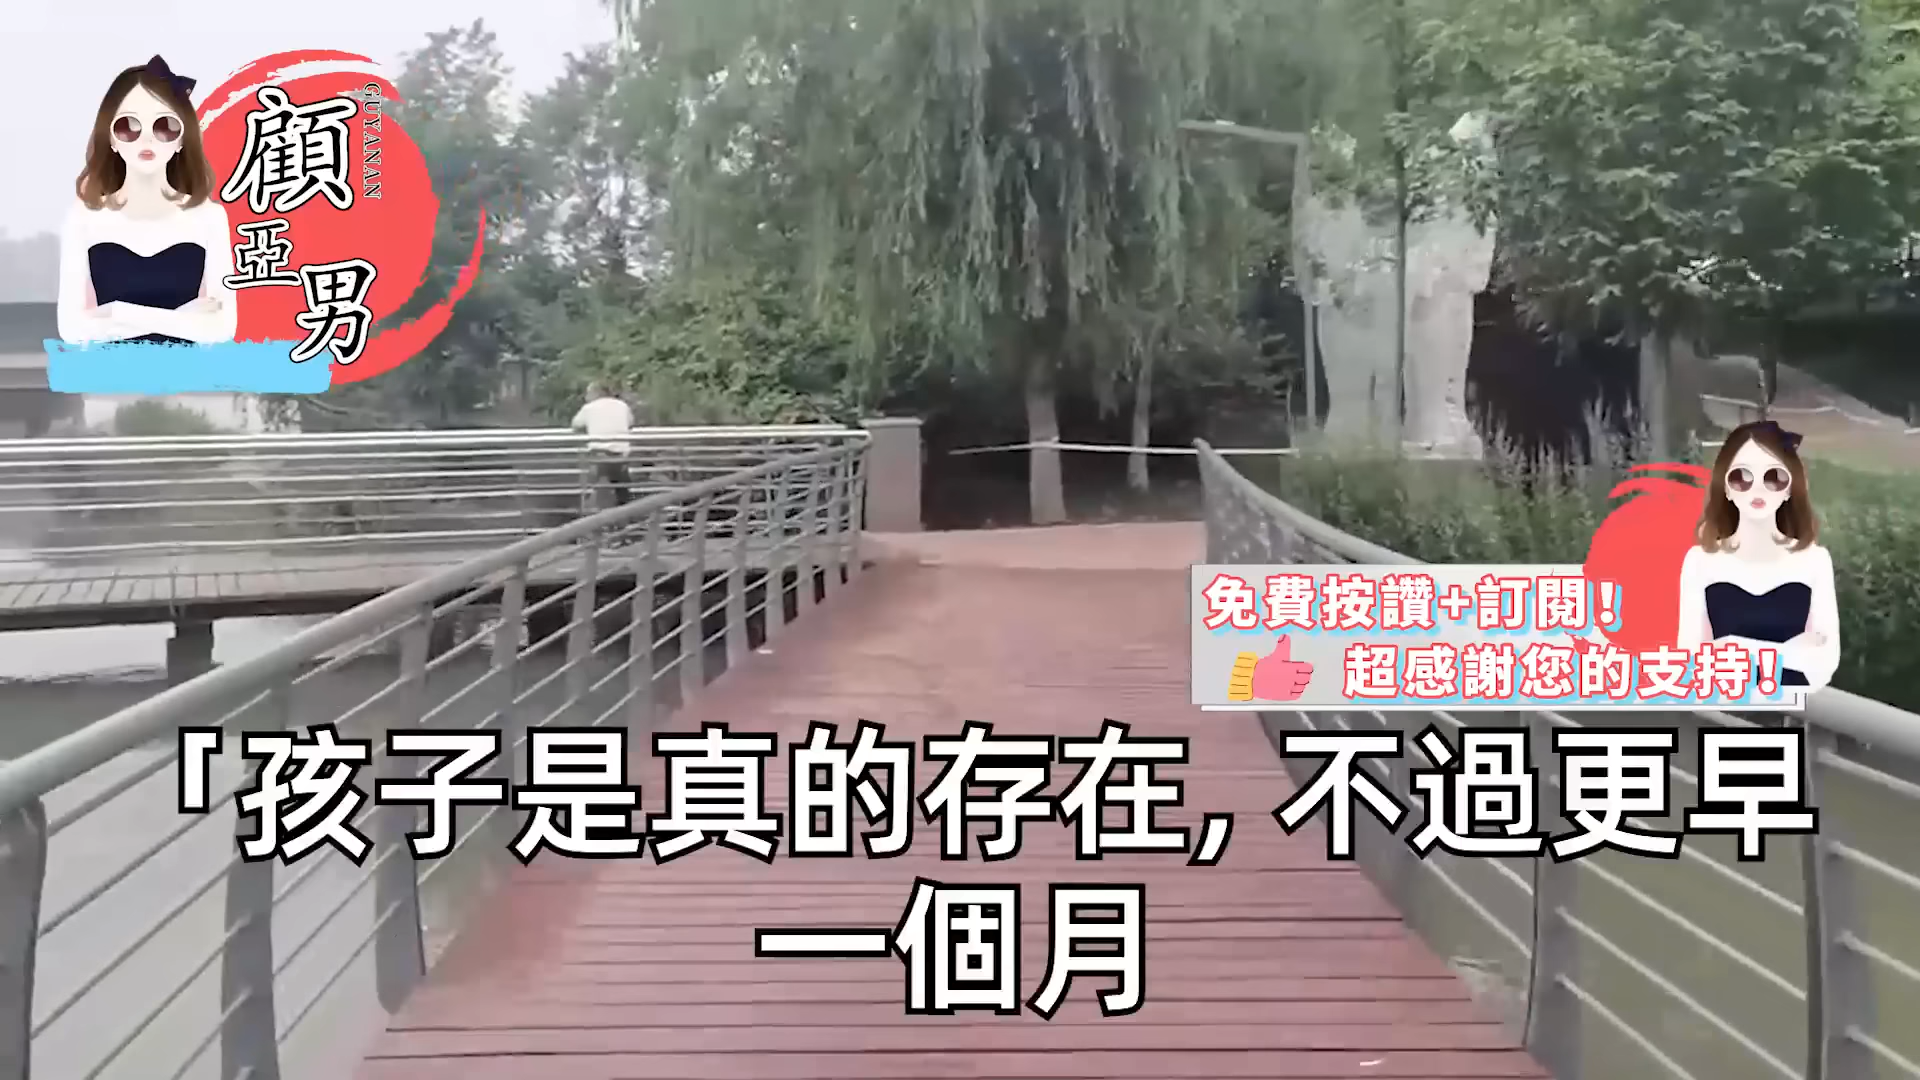 顧亞男
GUYANAN
免費按讚+訂閱!
超感謝您的支持!
「孩子是真的存在,不過更早
一個月